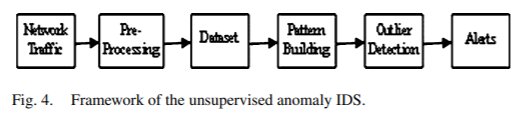 Network
Traffic
Pre-
Processing
Dataset
Pattern
Building
Outlier
Detection
Alerts
Fig. 4. Framework of the unsupervised anomaly IDS.